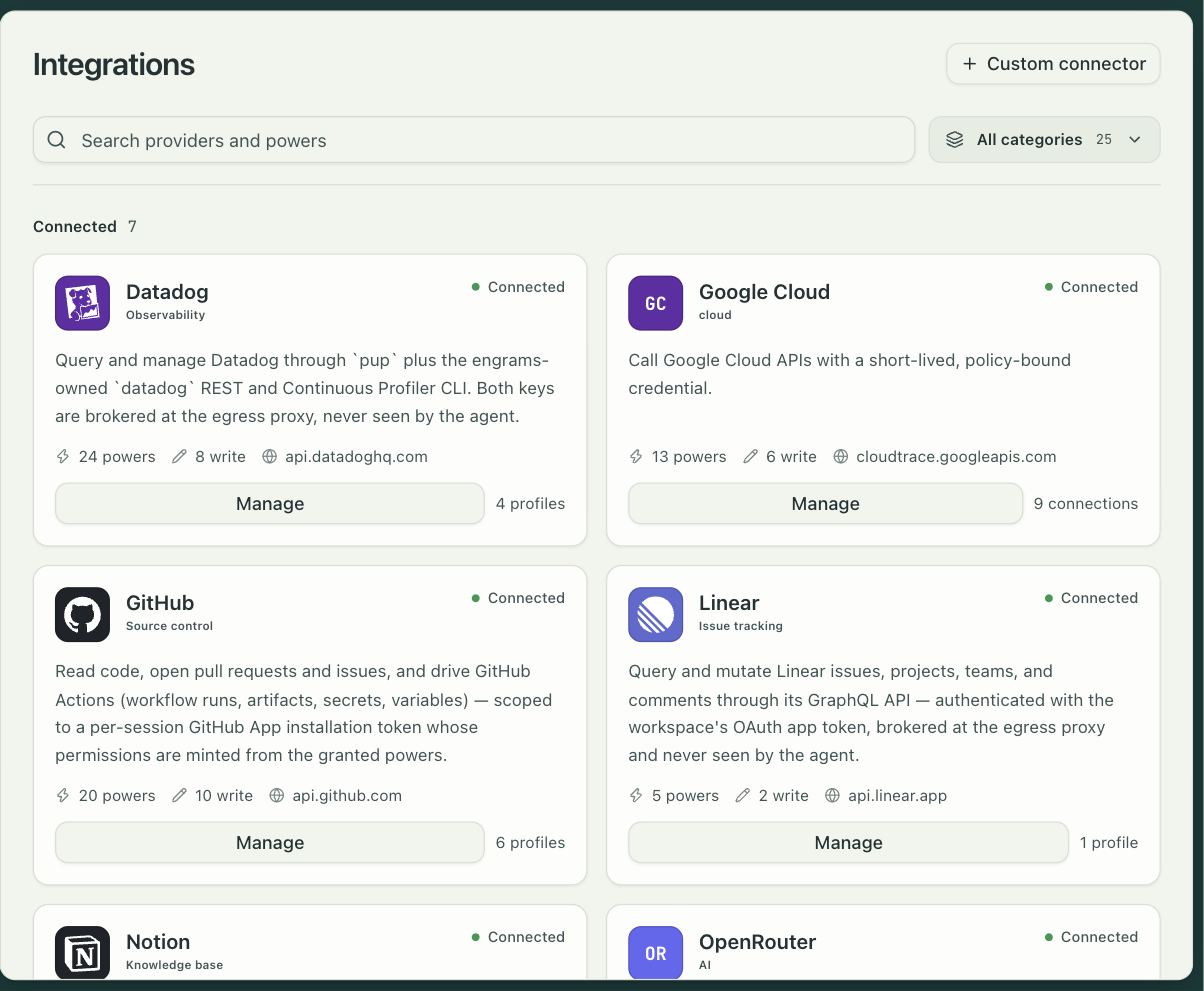 Integrations
Custom connector
Search providers and powers
All categories 25
Connected 7
Datadog
Connected
Observability
Query and manage Datadog through `pup` plus the engrams-
owned `datadog` REST and Continuous Profiler CLI. Both keys
are brokered at the egress proxy, never seen by the agent.
24 powers 8 write api.datadoghq.com
Manage 4 profiles
GC
Google Cloud
Connected
cloud
Call Google Cloud APIs with a short-lived, policy-bound
credential.
13 powers 6 write cloudtrace.googleapis.com
Manage 9 connections
GitHub
Connected
Source control
Read code, open pull requests and issues, and drive GitHub
Actions (workflow runs, artifacts, secrets, variables) — scoped
to a per-session GitHub App installation token whose
permissions are minted from the granted powers.
20 powers 10 write api.github.com
Manage 6 profiles
Linear
Connected
Issue tracking
Query and mutate Linear issues, projects, teams, and
comments through its GraphQL API — authenticated with the
workspace's OAuth app token, brokered at the egress proxy
and never seen by the agent.
5 powers 2 write api.linear.app
Manage 1 profile
N
Notion
Connected
Knowledge base
OR
OpenRouter
Connected
AI